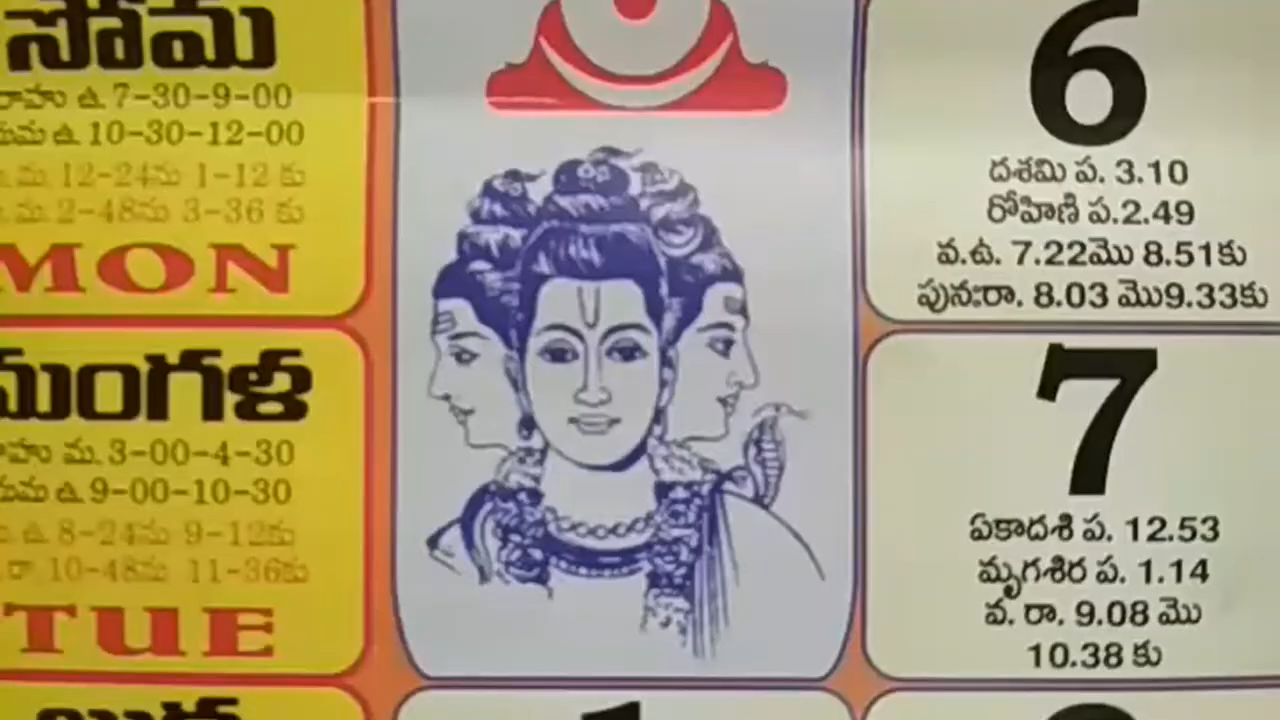 సోమ
రాహు ఉ. 7-30-9-00
యమ ఉ. 10-30-12-00
మ. 12-24ను 1-12 కు
మ. 2-48ను 3-36 కు
MON
6
దశమి ప. 3.10
రోహిణి ప.2.49
వ.ఉ. 7.22మొ 8.51కు
పునఃరా. 8.03 మొ9.33కు
మంగళ
రాహు మ. 3-00-4-30
యమ ఉ. 9-00-10-30
ఉ. 8-24ను 9-12కు
రా. 10-48ను 11-36కు
TUE
7
ఏకాదశి ప. 12.53
మృగశిర ప. 1.14
వ. రా. 9.08 మొ
10.38 కు
1